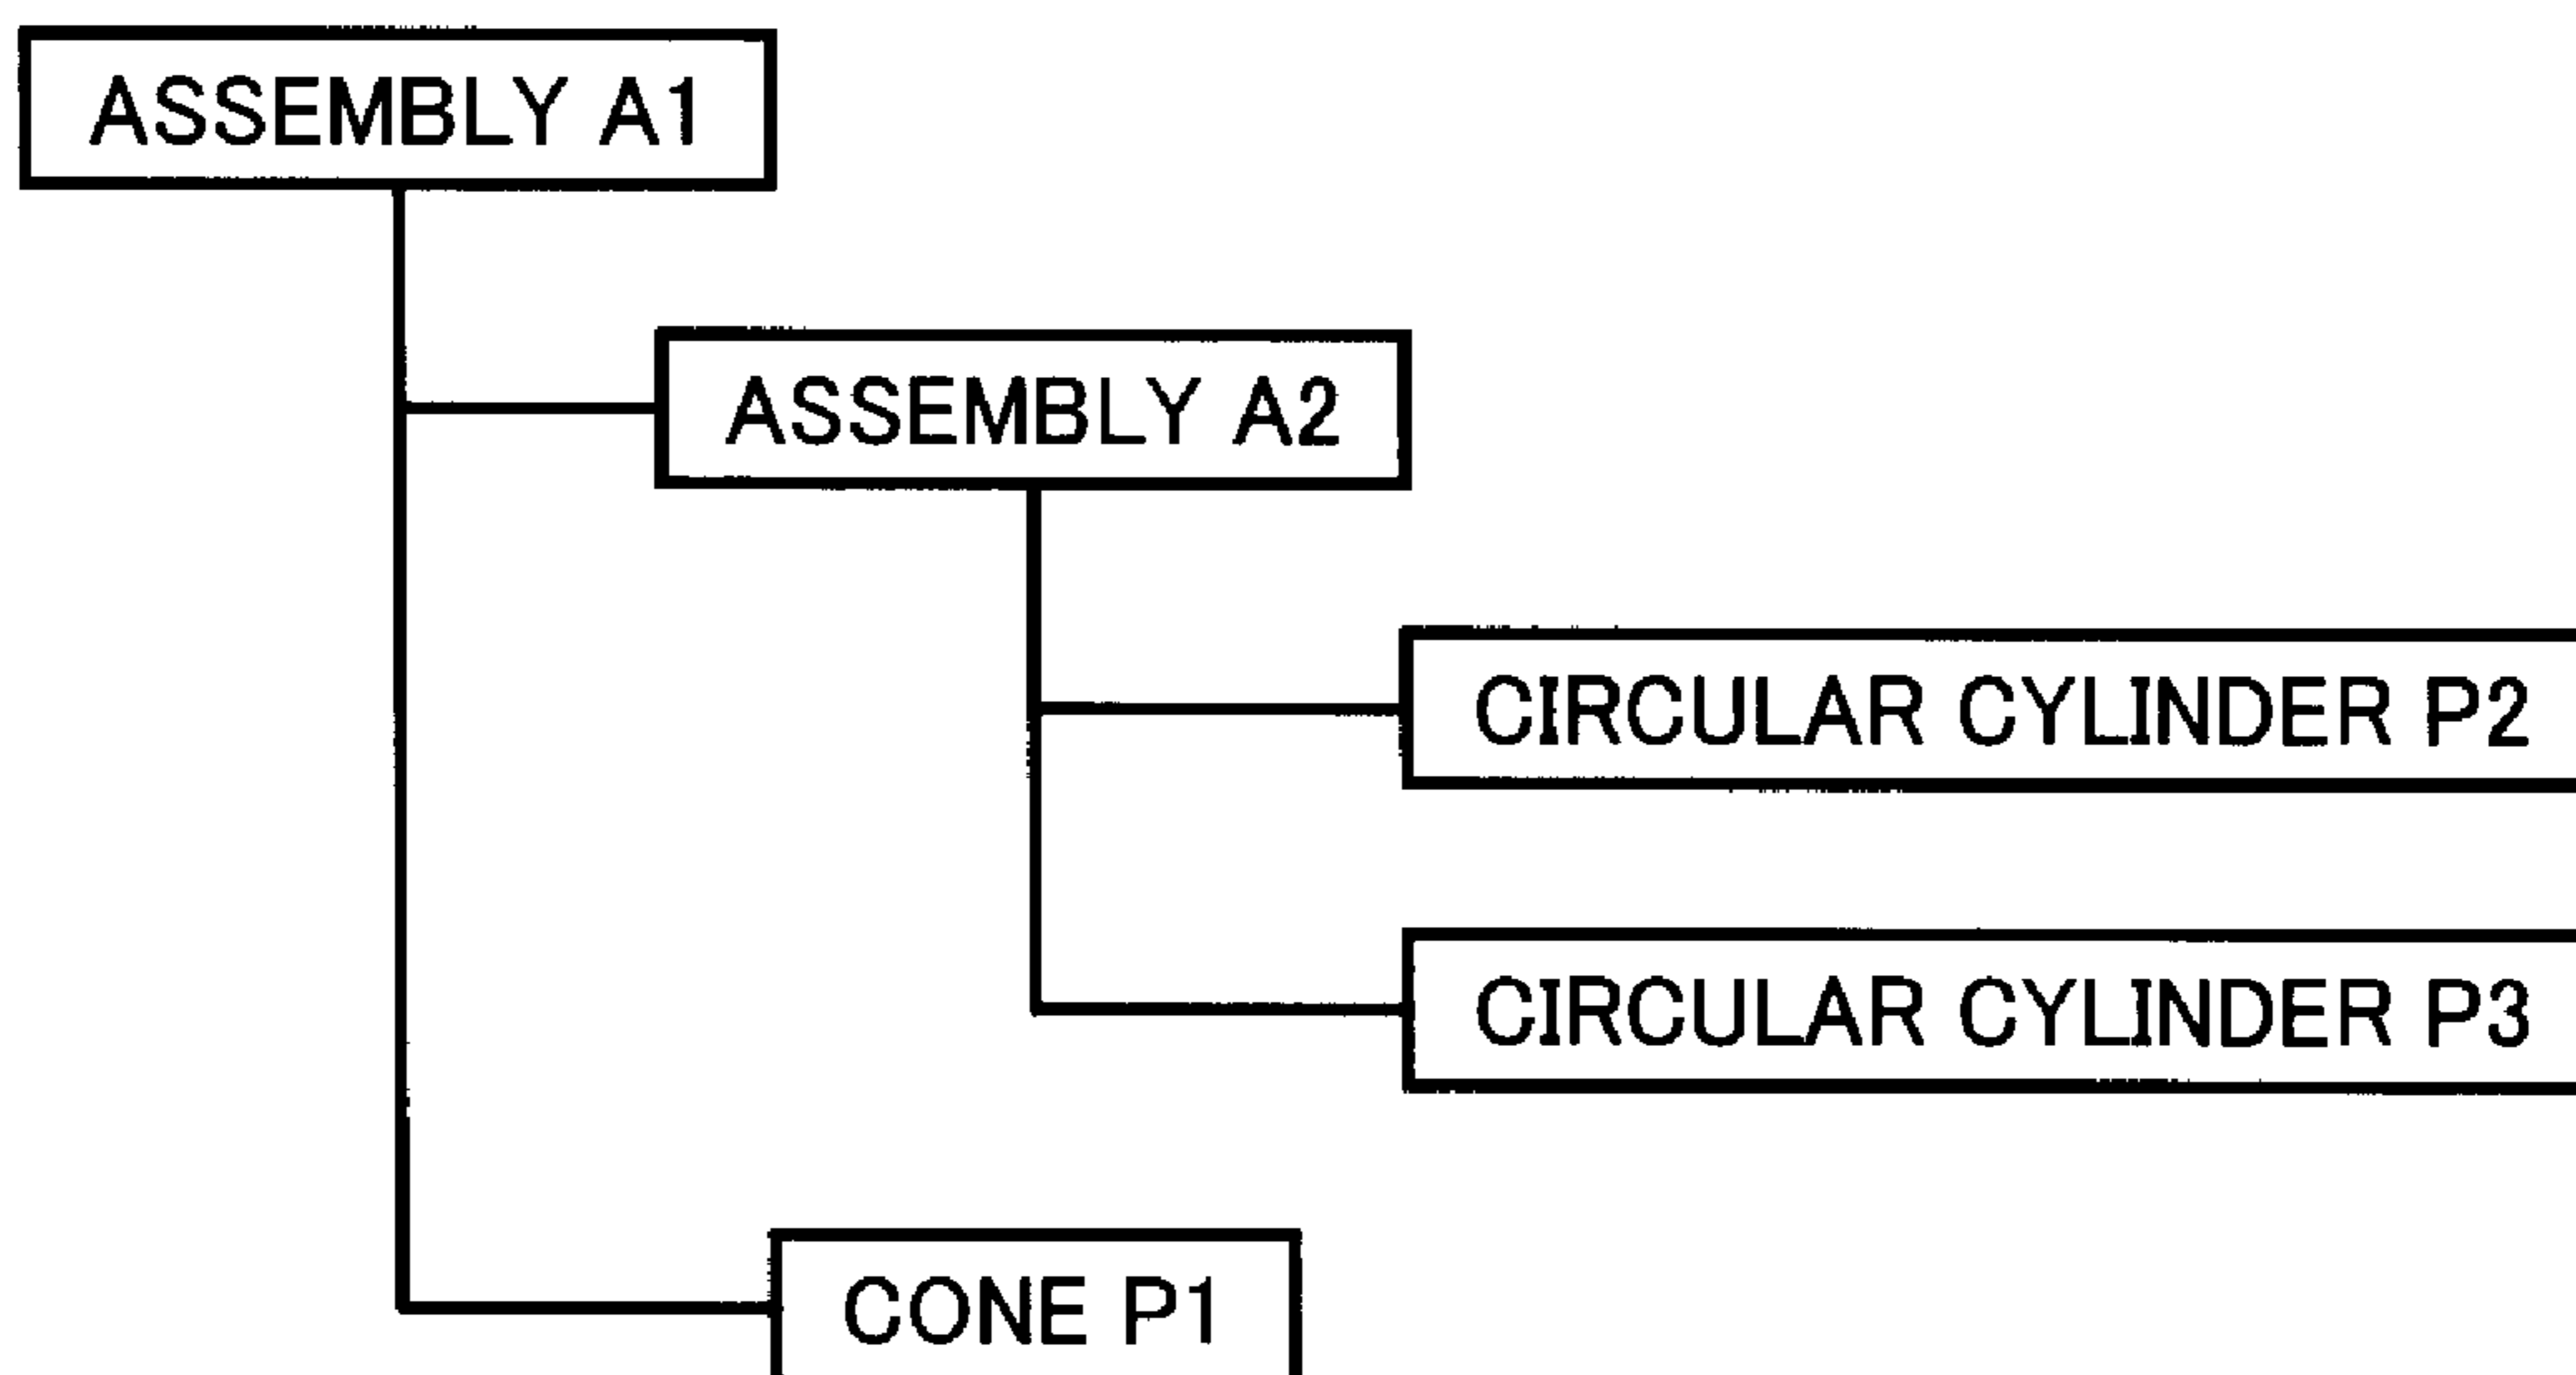 ASSEMBLY A1
ASSEMBLY A2
CIRCULAR CYLINDER P2
CIRCULAR CYLINDER P3
CONE P1